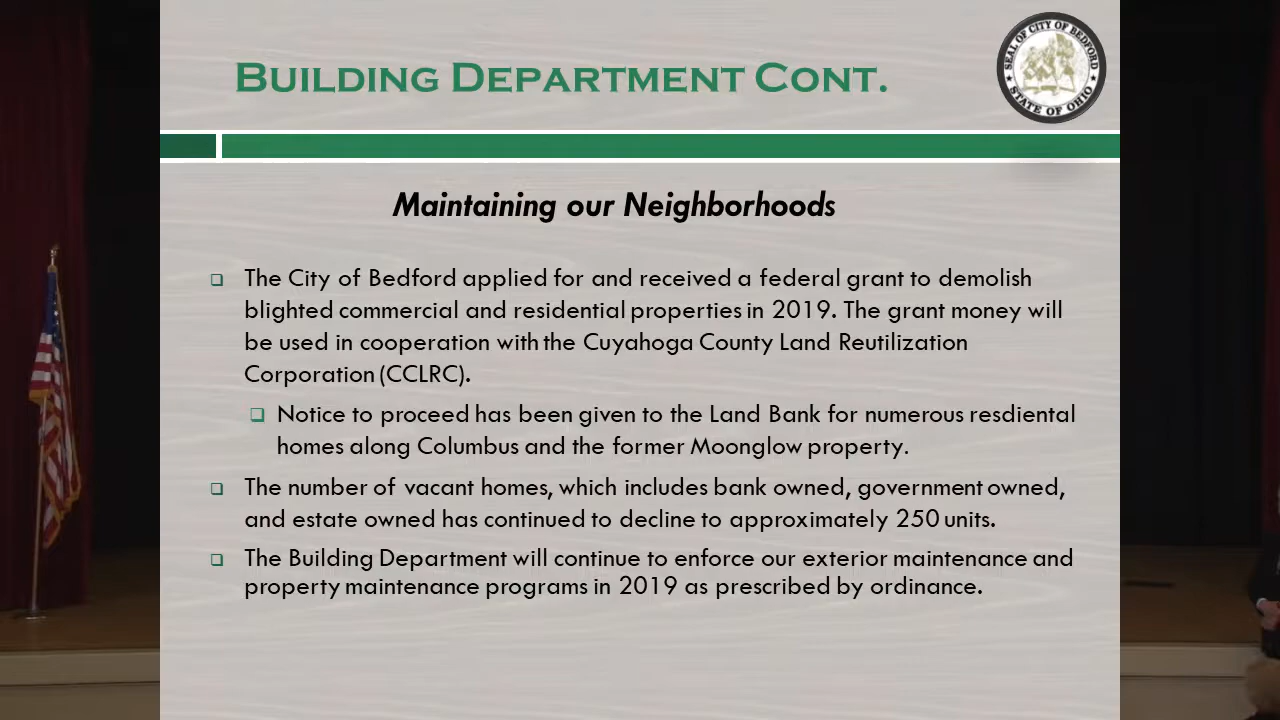 BUILDING DEPARTMENT CONT.
SEAL OF CITY OF BEDFORD
STATE OF OHIO
Maintaining our Neighborhoods
The City of Bedford applied for and received a federal grant to demolish
blighted commercial and residential properties in 2019. The grant money will
be used in cooperation with the Cuyahoga County Land Reutilization
Corporation (CCLRC).
Notice to proceed has been given to the Land Bank for numerous resdiental
homes along Columbus and the former Moonglow property.
The number of vacant homes, which includes bank owned, government owned,
and estate owned has continued to decline to approximately 250 units.
The Building Department will continue to enforce our exterior maintenance and
property maintenance programs in 2019 as prescribed by ordinance.